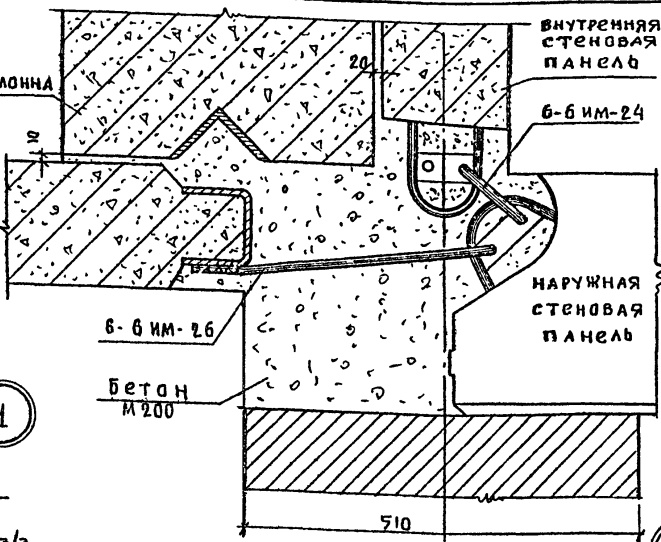 ВНУТРЕННЯЯ
СТЕНОВАЯ
ПАНЕЛЬ
ЛОННА
20
10
6-6 ИМ-24
НАРУЖНАЯ
СТЕНОВАЯ
ПАНЕЛЬ
6-6 ИМ-26
бетон
М 200
1
510